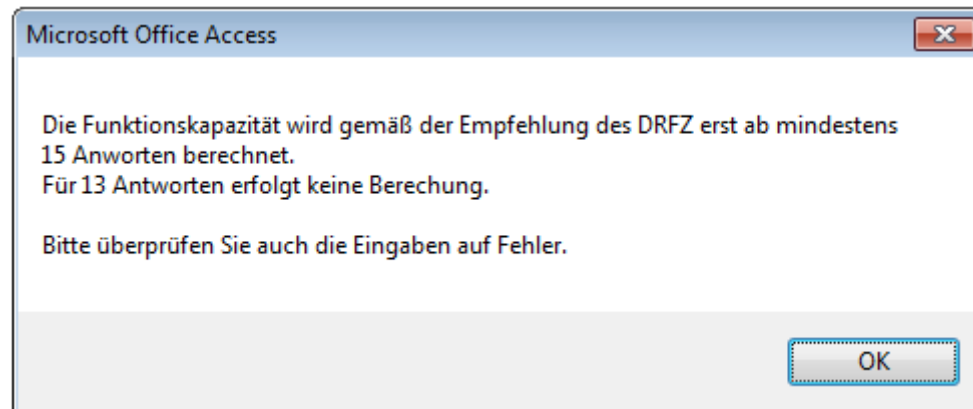 Microsoft Office Access
Die Funktionskapazität wird gemäß der Empfehlung des DRFZ erst ab mindestens
15 Anworten berechnet.
Für 13 Antworten erfolgt keine Berechung.
Bitte überprüfen Sie auch die Eingaben auf Fehler.
OK